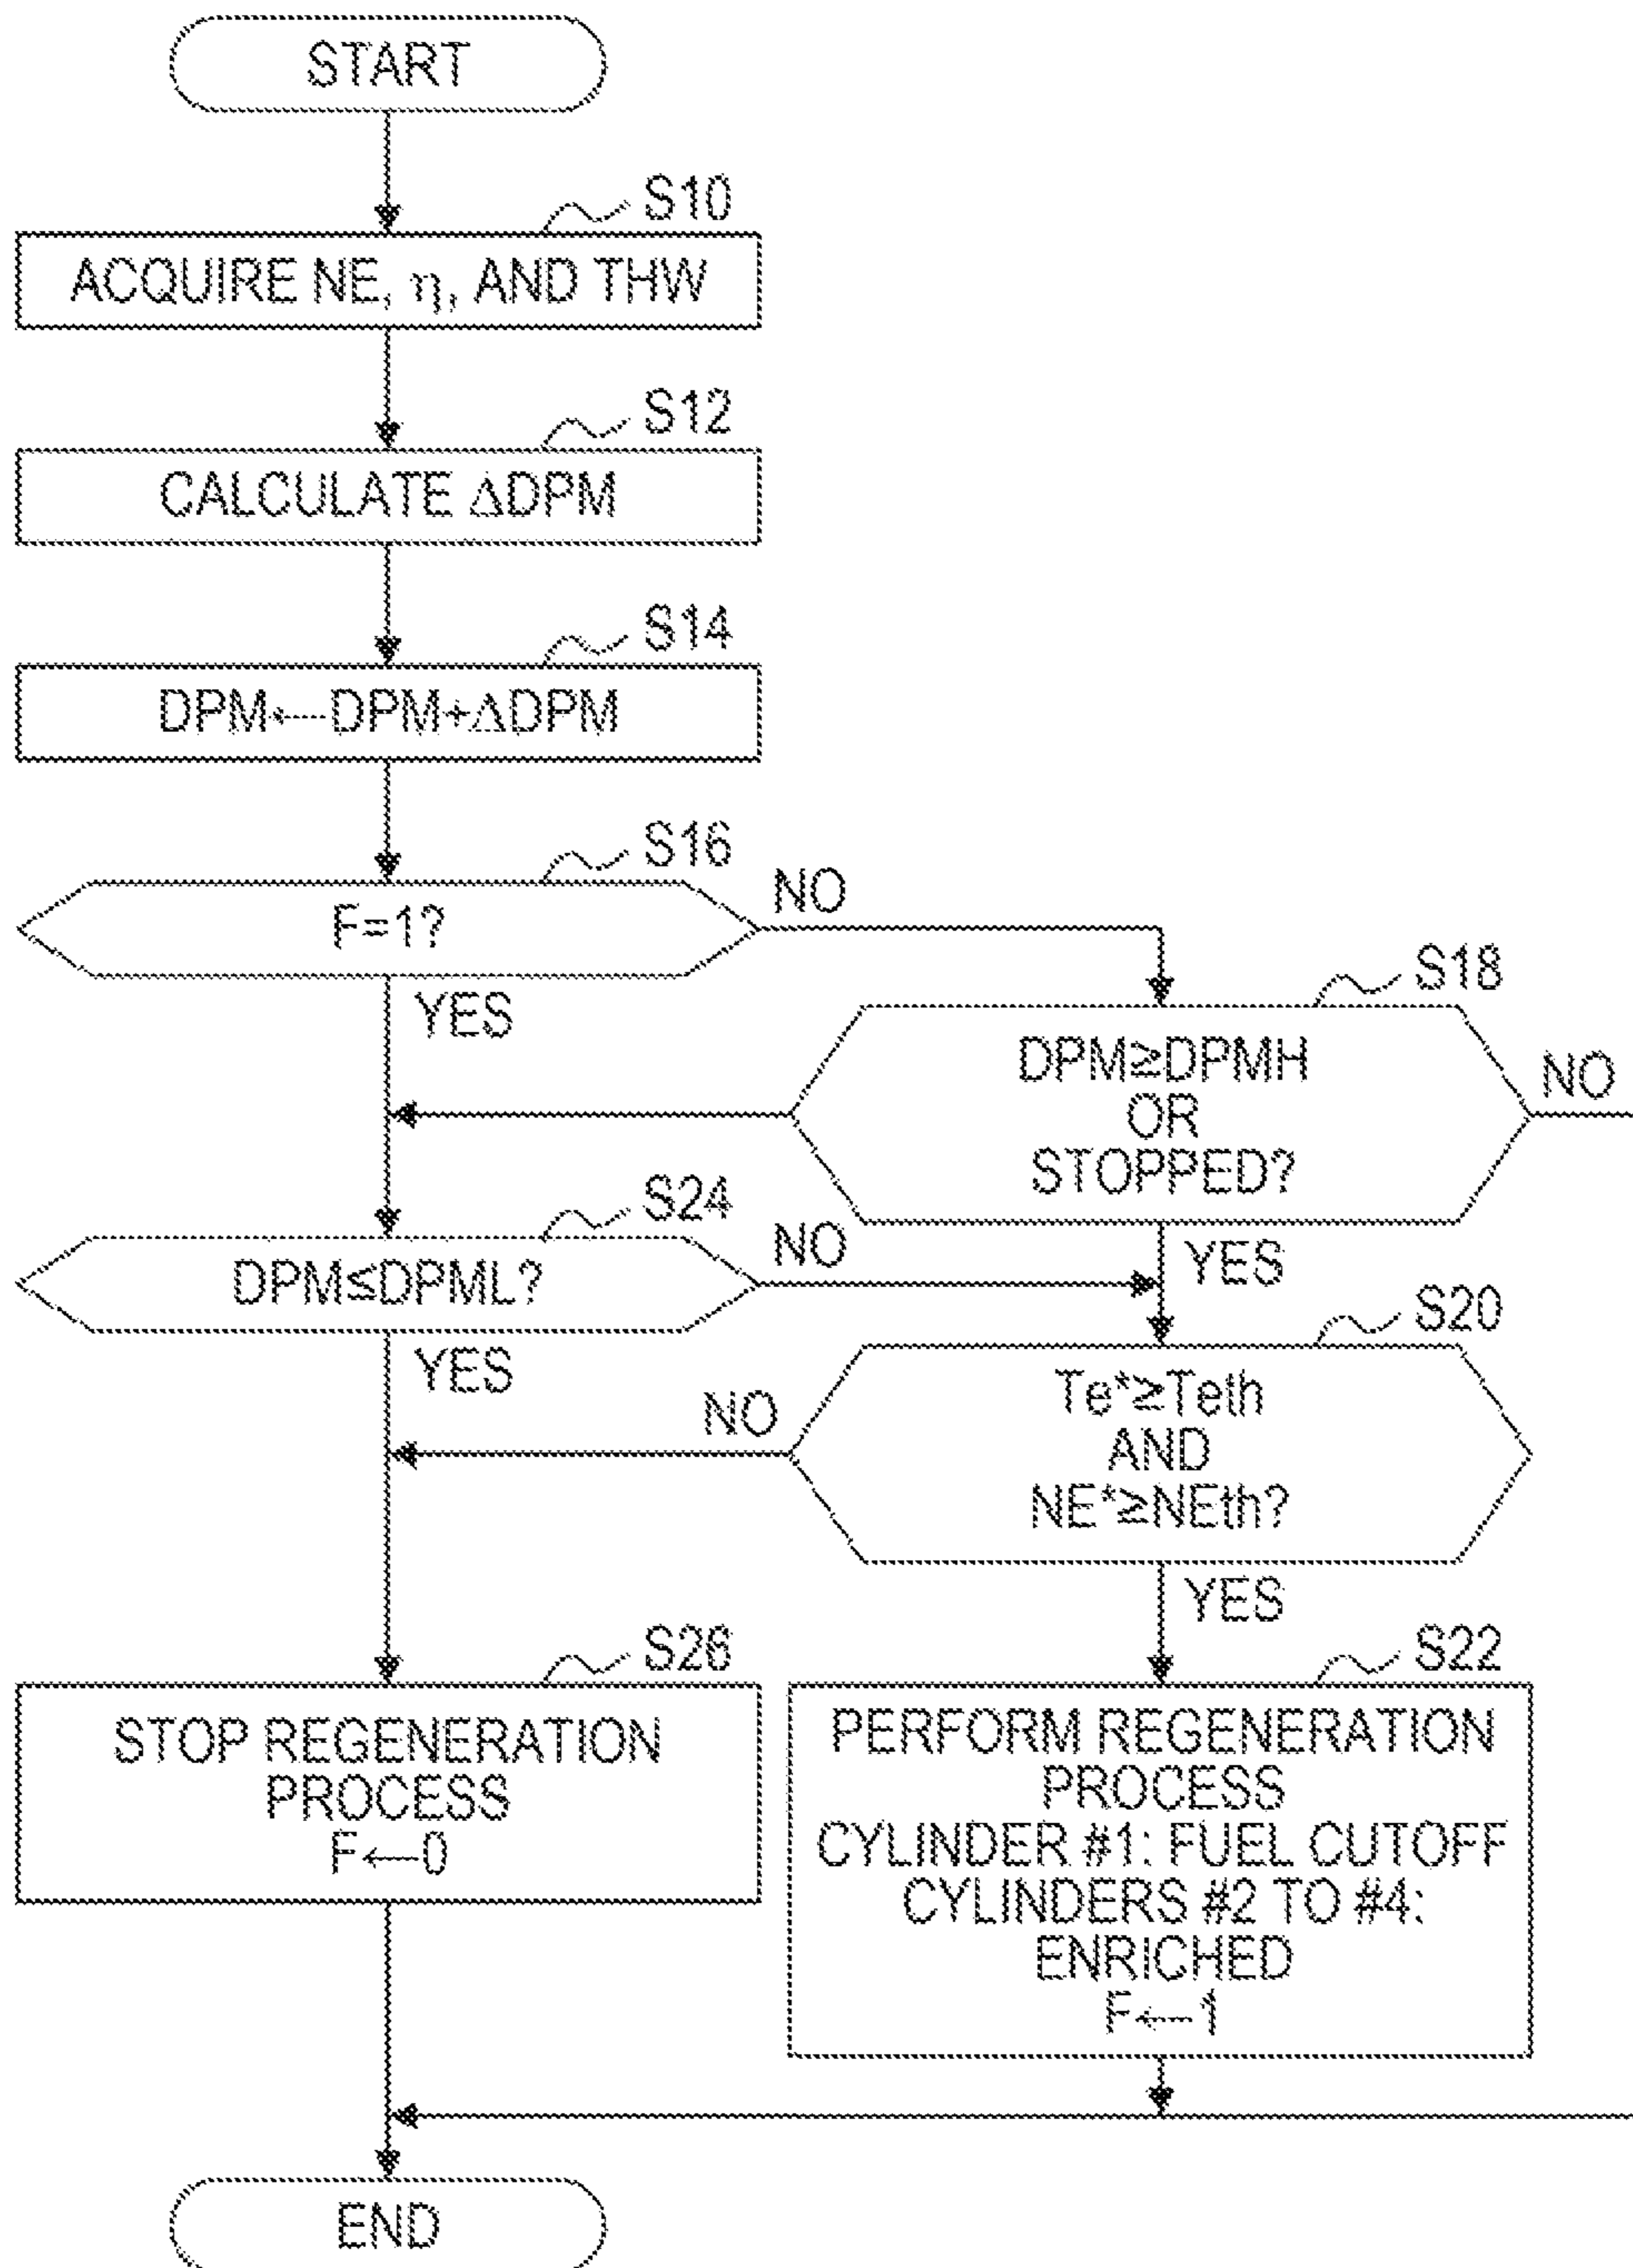 START
S10
ACQUIRE NE, η, AND THW
S12
CALCULATE ΔDPM
S14
DPM←DPM+ΔDPM
S16
F=1?
NO
YES
S18
DPM≥DPMH
OR
STOPPED?
NO
YES
S24
DPM≤DPML?
NO
YES
S20
Te*≥Teth
AND
NE*≥NEth?
NO
YES
S26
STOP REGENERATION
PROCESS
F←0
S22
PERFORM REGENERATION
PROCESS
CYLINDER #1: FUEL CUTOFF
CYLINDERS #2 TO #4:
ENRICHED
F←1
END